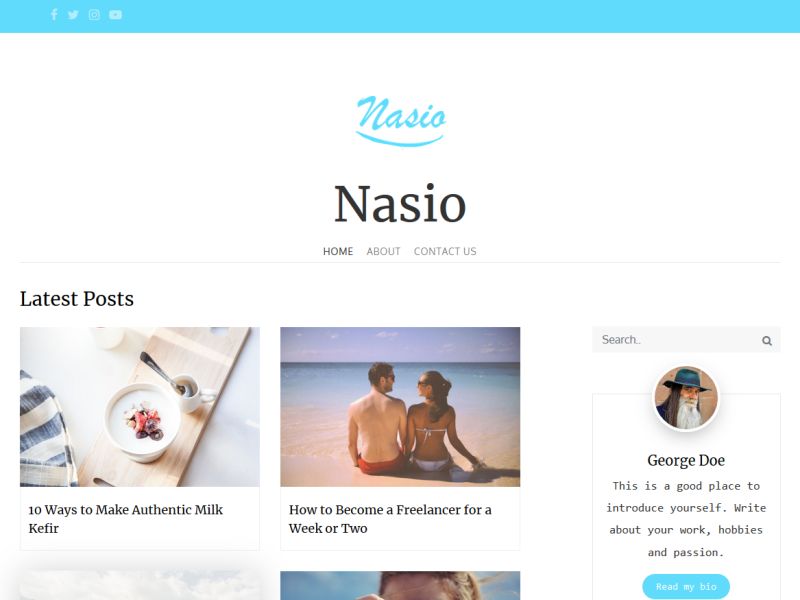 Nasio
Nasio
HOME ABOUT CONTACT US
Latest Posts
Search..
10 Ways to Make Authentic Milk
Kefir
How to Become a Freelancer for a
Week or Two
George Doe
This is a good place to
introduce yourself. Write
about your work, hobbies
and passion.
Read my bio